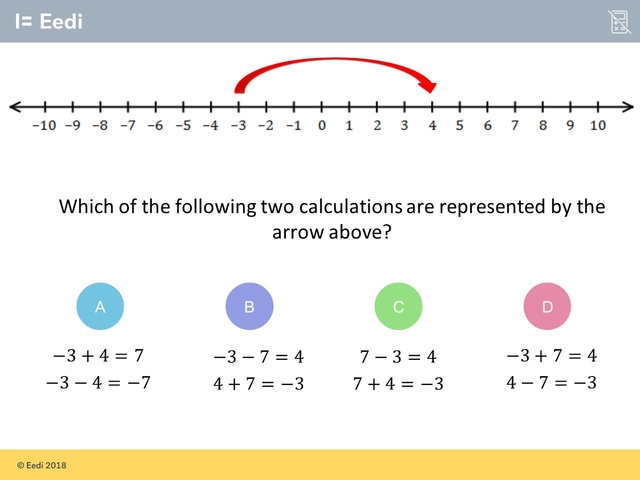 Eedi
−10 −9 −8 −7 −6 −5 −4 −3 −2 −1 0 1 2 3 4 5 6 7 8 9 10
Which of the following two calculations are represented by the
arrow above?
A B C D
−3 + 4 = 7 −3 − 7 = 4 7 − 3 = 4 −3 + 7 = 4
−3 − 4 = −7 4 + 7 = −3 7 + 4 = −3 4 − 7 = −3
© Eedi 2018